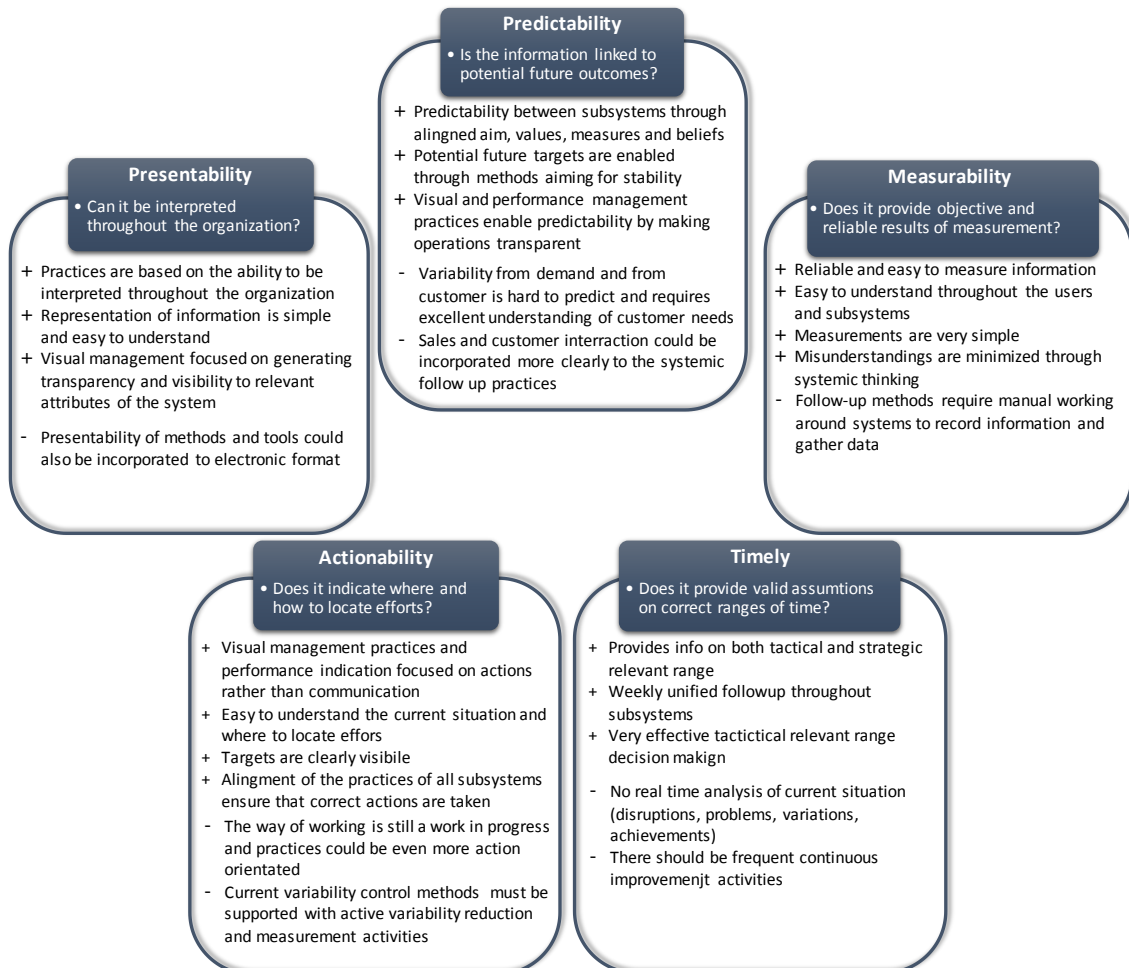 Predictability
• Is the information linked to
potential future outcomes?
+ Predictability between subsystems through
alingned aim, values, measures and beliefs
+ Potential future targets are enabled
through methods aiming for stability
+ Visual and performance management
practices enable predictability by making
operations transparent
- Variability from demand and from
customer is hard to predict and requires
excellent understanding of customer needs
- Sales and customer interraction could be
incorporated more clearly to the systemic
follow up practices
Presentability
• Can it be interpreted
throughout the organization?
+ Practices are based on the ability to be
interpreted throughout the organization
+ Representation of information is simple
and easy to understand
+ Visual management focused on generating
transparency and visibility to relevant
attributes of the system
- Presentability of methods and tools could
also be incorporated to electronic format
Measurability
• Does it provide objective and
reliable results of measurement?
+ Reliable and easy to measure information
+ Easy to understand throughout the users
and subsystems
+ Measurements are very simple
+ Misunderstandings are minimized through
systemic thinking
- Follow-up methods require manual working
around systems to record information and
gather data
Actionability
• Does it indicate where and
how to locate efforts?
+ Visual management practices and
performance indication focused on actions
rather than communication
+ Easy to understand the current situation and
where to locate effors
+ Targets are clearly visibile
+ Alingment of the practices of all subsystems
ensure that correct actions are taken
- The way of working is still a work in progress
and practices could be even more action
orientated
- Current variability control methods must be
supported with active variability reduction
and measurement activities
Timely
• Does it provide valid assumtions
on correct ranges of time?
+ Provides info on both tactical and strategic
relevant range
+ Weekly unified followup throughout
subsystems
+ Very effective tactictical relevant range
decision makign
- No real time analysis of current situation
(disruptions, problems, variations,
achievements)
- There should be frequent continuous
improvemenjt activities